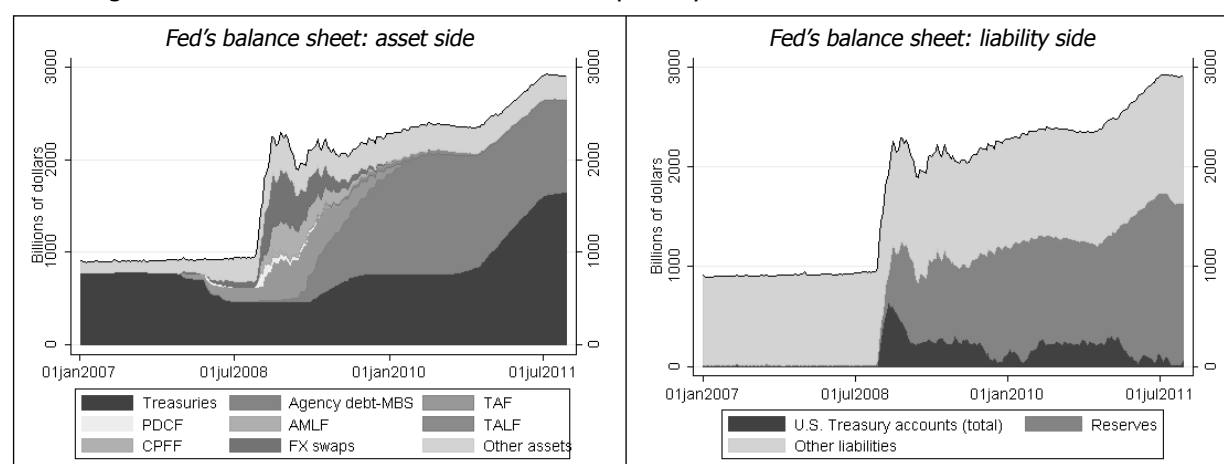 Fed's balance sheet: asset side
3000
2000
1000
0
Billions of dollars
3000
2000
1000
0
01jan2007 01jul2008 01jan2010 01jul2011
Treasuries Agency debt-MBS TAF
PDCF AMLF TALF
CPFF FX swaps Other assets
Fed's balance sheet: liability side
3000
2000
1000
0
Billions of dollars
3000
2000
1000
0
01jan2007 01jul2008 01jan2010 01jul2011
U.S. Treasury accounts (total) Reserves
Other liabilities